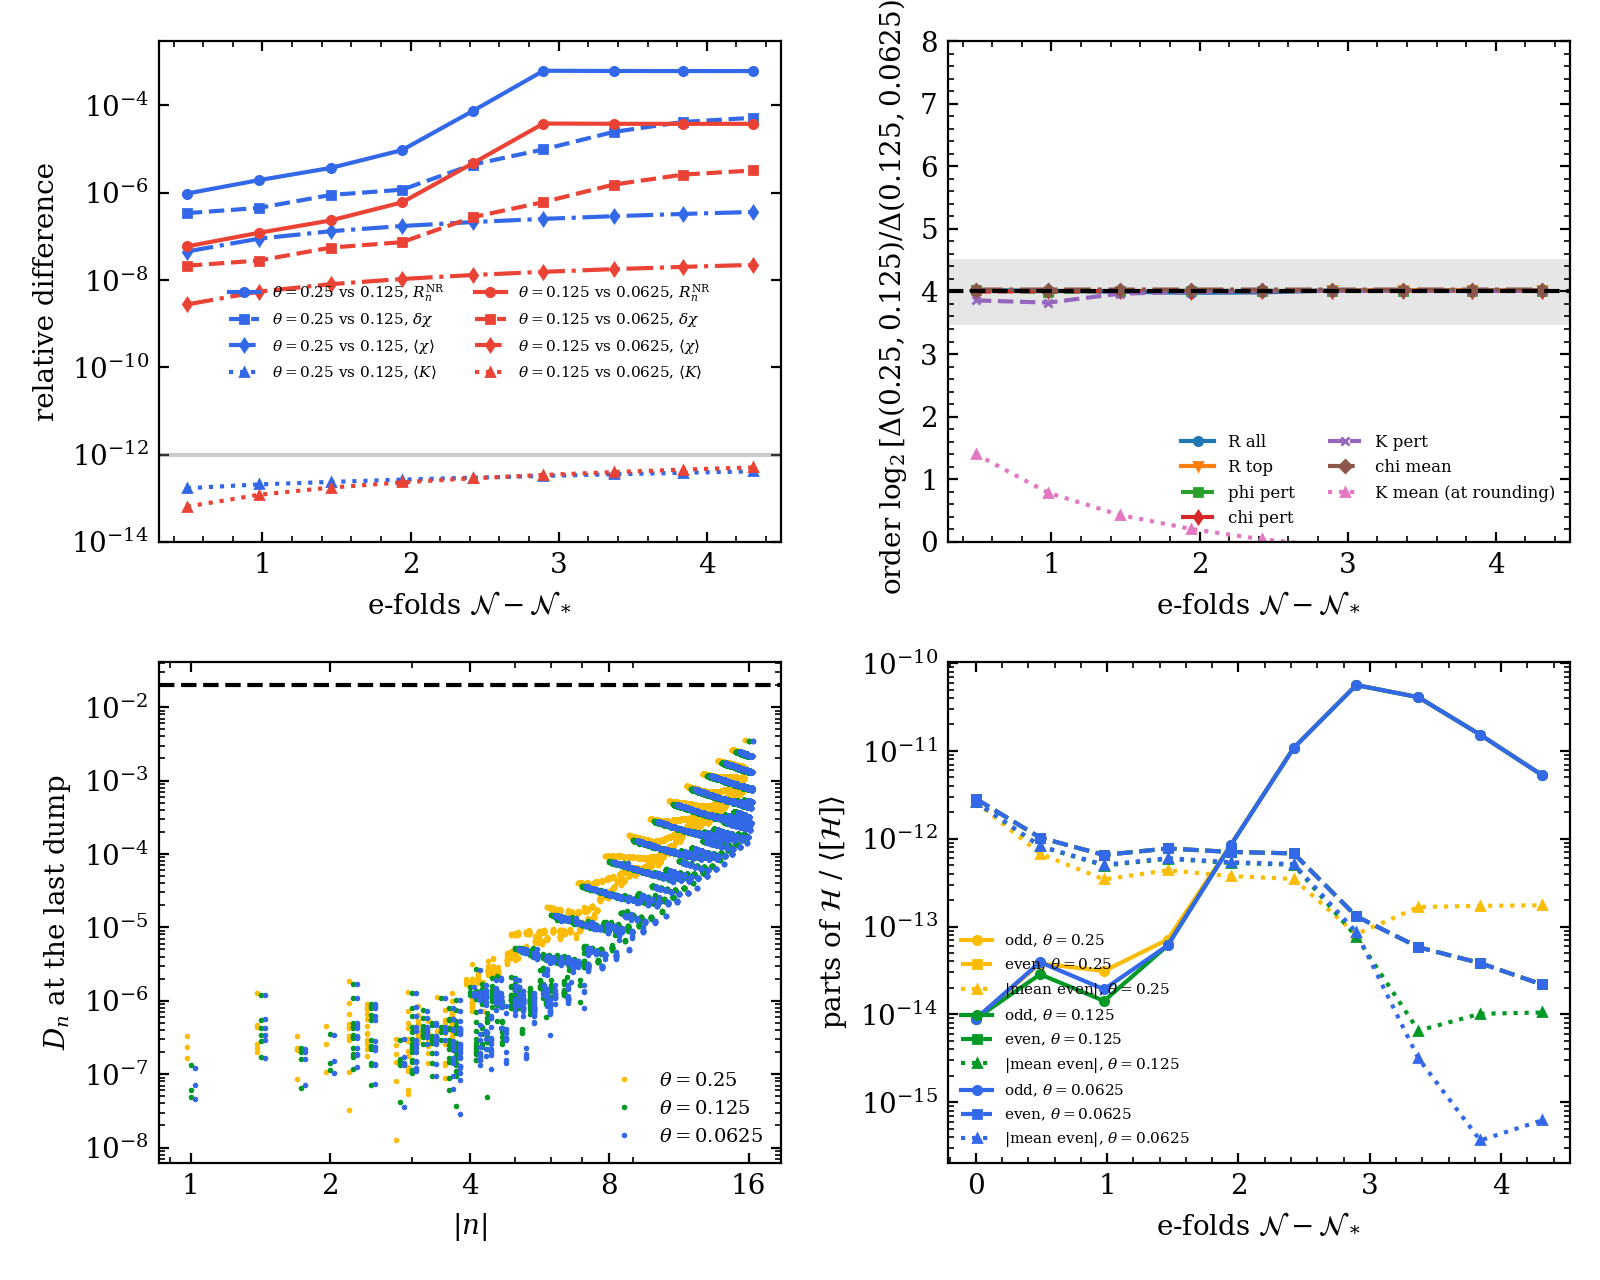 relative difference
10⁻⁴
10⁻⁶
10⁻⁸
10⁻¹⁰
10⁻¹²
10⁻¹⁴
θ = 0.25 vs 0.125, Rₙᴺᴿ
θ = 0.25 vs 0.125, δχ
θ = 0.25 vs 0.125, ⟨χ⟩
θ = 0.25 vs 0.125, ⟨K⟩
θ = 0.125 vs 0.0625, Rₙᴺᴿ
θ = 0.125 vs 0.0625, δχ
θ = 0.125 vs 0.0625, ⟨χ⟩
θ = 0.125 vs 0.0625, ⟨K⟩
1 2 3 4
e-folds 𝒩 − 𝒩∗
order log₂ [Δ(0.25, 0.125)/Δ(0.125, 0.0625)]
8
7
6
5
4
3
2
1
0
R all
R top
phi pert
chi pert
K pert
chi mean
K mean (at rounding)
1 2 3 4
e-folds 𝒩 − 𝒩∗
Dₙ at the last dump
10⁻²
10⁻³
10⁻⁴
10⁻⁵
10⁻⁶
10⁻⁷
10⁻⁸
θ = 0.25
θ = 0.125
θ = 0.0625
1 2 4 8 16
|n|
parts of ℋ / ⟨[ℋ]⟩
10⁻¹⁰
10⁻¹¹
10⁻¹²
10⁻¹³
10⁻¹⁴
10⁻¹⁵
odd, θ = 0.25
even, θ = 0.25
|mean even|, θ = 0.25
odd, θ = 0.125
even, θ = 0.125
|mean even|, θ = 0.125
odd, θ = 0.0625
even, θ = 0.0625
|mean even|, θ = 0.0625
0 1 2 3 4
e-folds 𝒩 − 𝒩∗